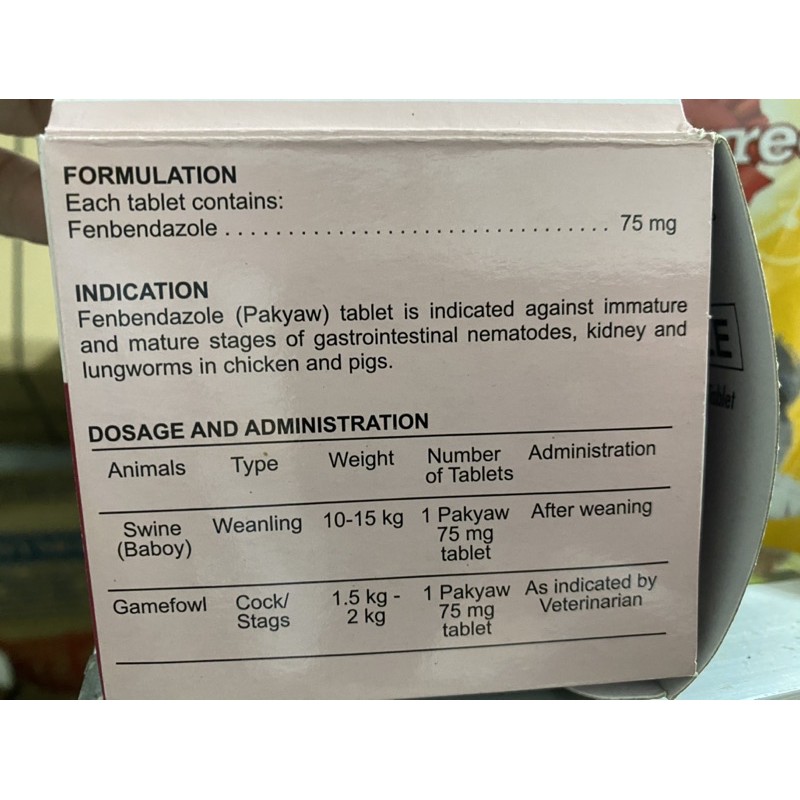 FORMULATION
Each tablet contains:
Fenbendazole . . . . . . . . . . . . . . . . . . . . . . . . . . . . . . . 75 mg
INDICATION
Fenbendazole (Pakyaw) tablet is indicated against immature
and mature stages of gastrointestinal nematodes, kidney and
lungworms in chicken and pigs.
DOSAGE AND ADMINISTRATION
Animals Type Weight Number of Tablets Administration
Swine (Baboy) Weanling 10-15 kg 1 Pakyaw 75 mg tablet After weaning
Gamefowl Cock/ Stags 1.5 kg - 2 kg 1 Pakyaw 75 mg tablet As indicated by Veterinarian